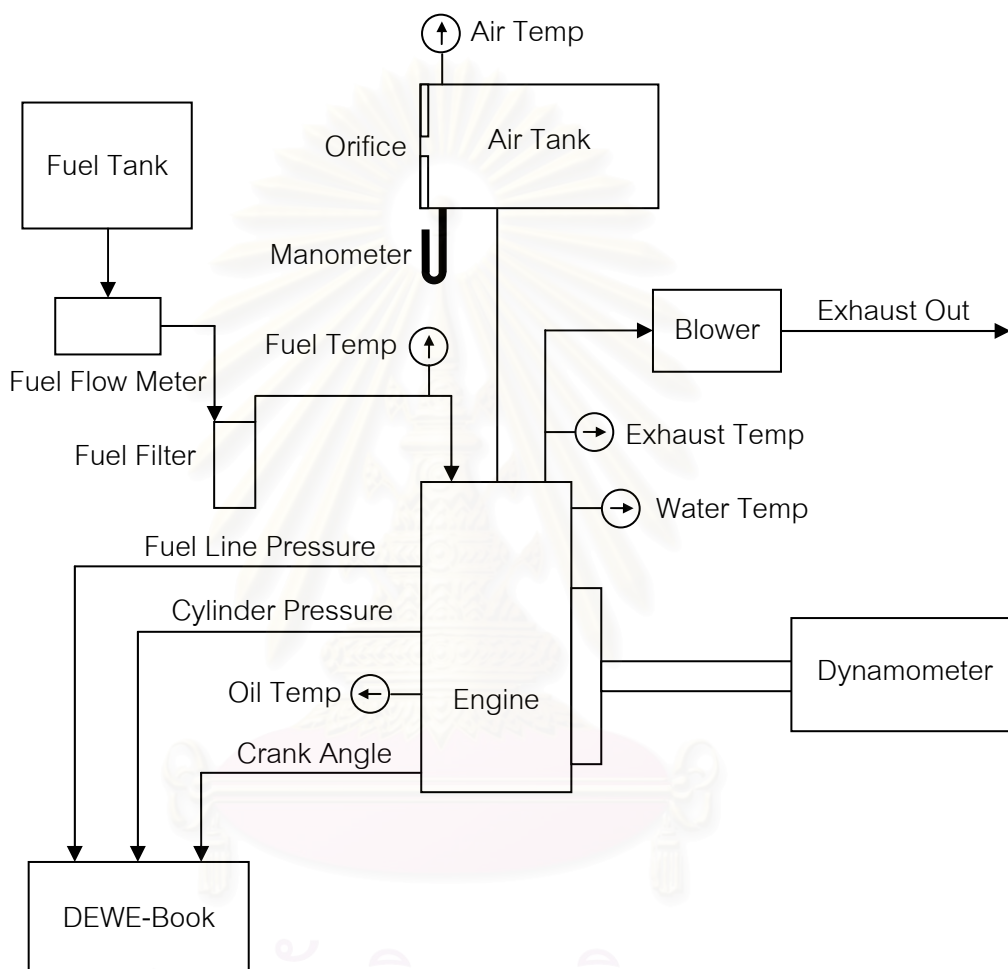 Air Temp
Fuel Tank
Orifice
Air Tank
Manometer
Fuel Temp
Blower
Exhaust Out
Fuel Flow Meter
Fuel Filter
Exhaust Temp
Water Temp
Fuel Line Pressure
Cylinder Pressure
Oil Temp
Engine
Dynamometer
Crank Angle
DEWE-Book